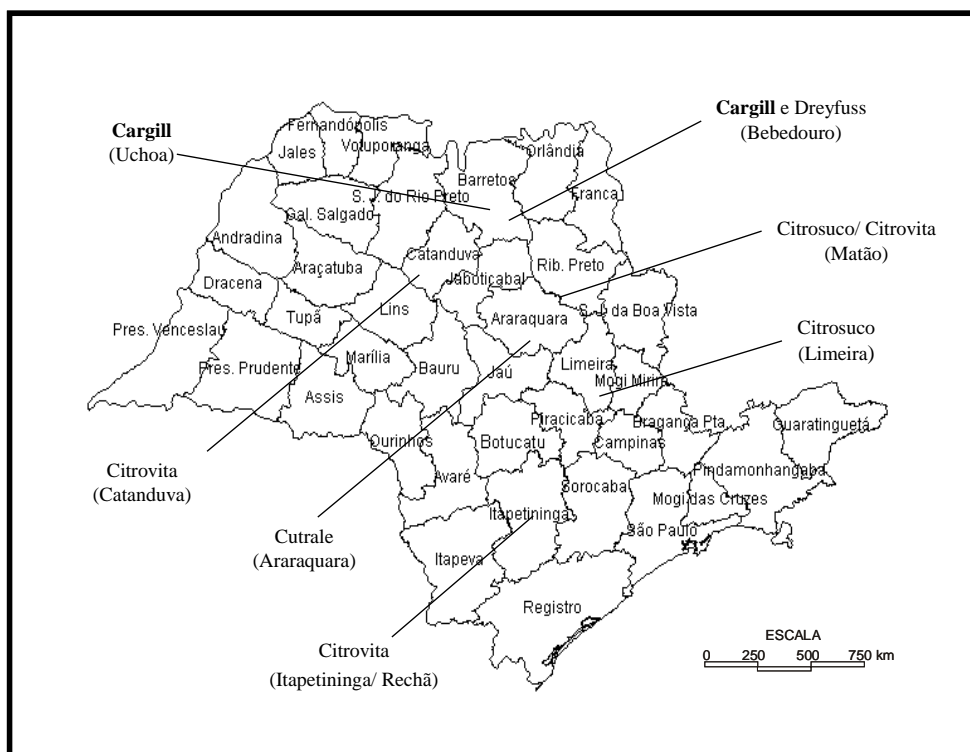 Cargill
(Uchoa)
Cargill e Dreyfuss
(Bebedouro)
Citrosuco/ Citrovita
(Matão)
Citrosuco
(Limeira)
Citrovita
(Catanduva)
Cutrale
(Araraquara)
Citrovita
(Itapetininga/ Rechã)
Fernandópolis
Jales
Votuporanga
Orlândia
Barretos
S. J. do Rio Preto
Franca
Gal. Salgado
Andradina
Catanduva
Rib. Preto
Araçatuba
Jaboticabal
Dracena
S. J. da Boa Vista
Lins
Araraquara
Tupã
Pres. Venceslau
Marília
Limeira
Pres. Prudente
Bauru
Jaú
Mogi Mirim
Assis
Piracicaba
Bragança Pta.
Guaratinguetá
Ourinhos
Botucatu
Campinas
Pindamonhangaba
Avaré
Sorocabal
Mogi das Cruzes
Itapetininga
São Paulo
Itapeva
Registro
ESCALA
0 250 500 750 km